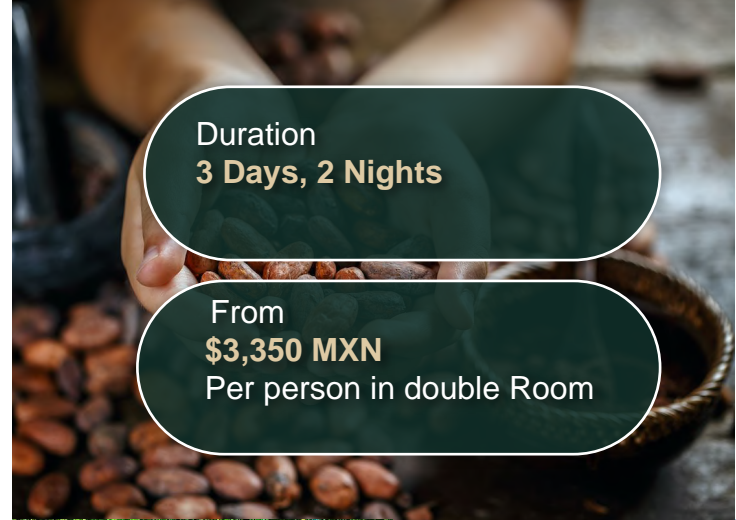 Duration
3 Days, 2 Nights
From
$3,350 MXN
Per person in double Room